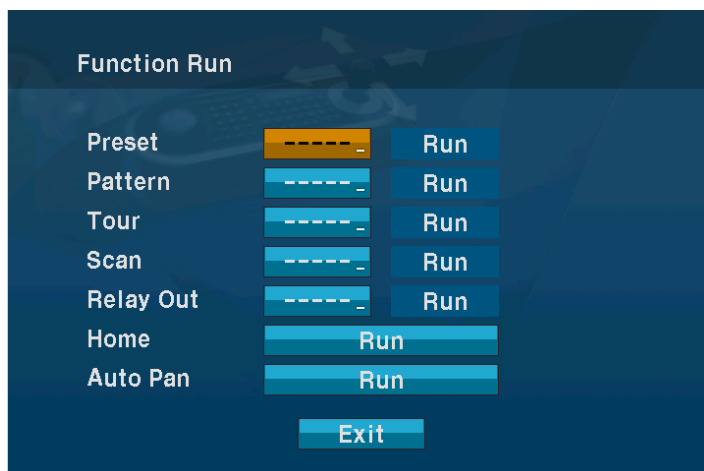 Function Run
Preset -----_ Run
Pattern -----_ Run
Tour -----_ Run
Scan -----_ Run
Relay Out -----_ Run
Home Run
Auto Pan Run
Exit